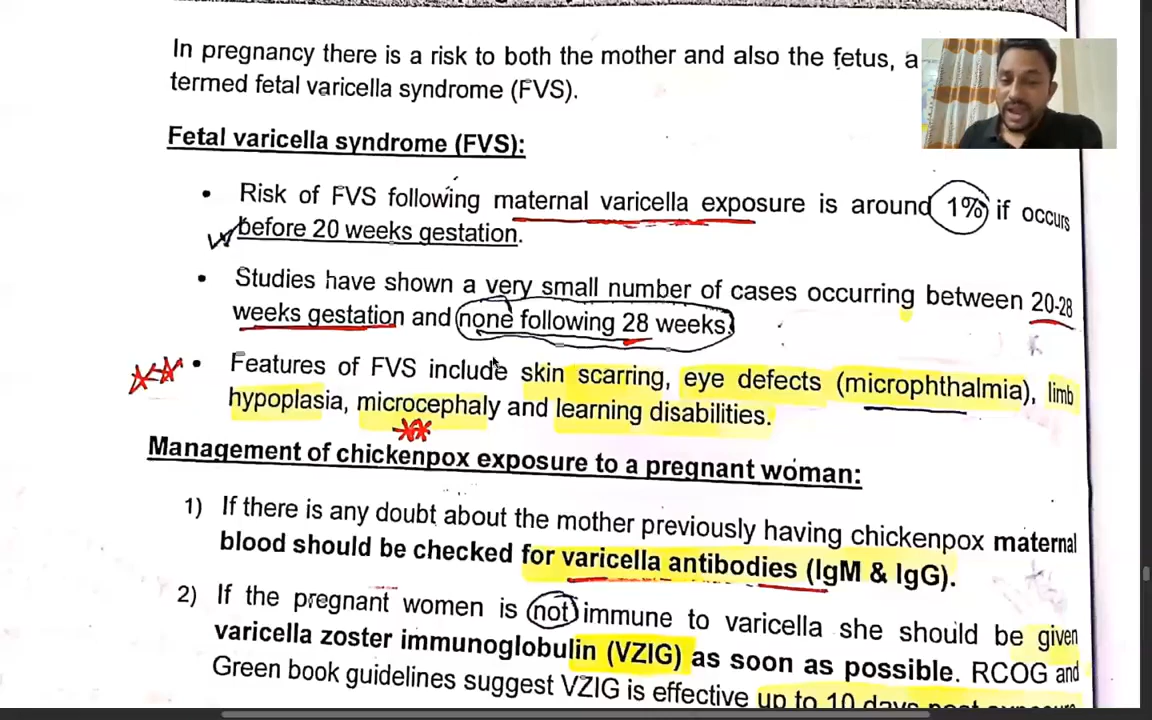 In pregnancy there is a risk to both the mother and also the fetus, a
termed fetal varicella syndrome (FVS).
Fetal varicella syndrome (FVS):
• Risk of FVS following maternal varicella exposure is around 1% if occurs
before 20 weeks gestation.
• Studies have shown a very small number of cases occurring between 20-28
weeks gestation and none following 28 weeks.
• Features of FVS include skin scarring, eye defects (microphthalmia), limb
hypoplasia, microcephaly and learning disabilities.
Management of chickenpox exposure to a pregnant woman:
1) If there is any doubt about the mother previously having chickenpox maternal
blood should be checked for varicella antibodies (IgM & IgG).
2) If the pregnant women is not immune to varicella she should be given
varicella zoster immunoglobulin (VZIG) as soon as possible. RCOG and
Green book guidelines suggest VZIG is effective up to 10 days post exposure